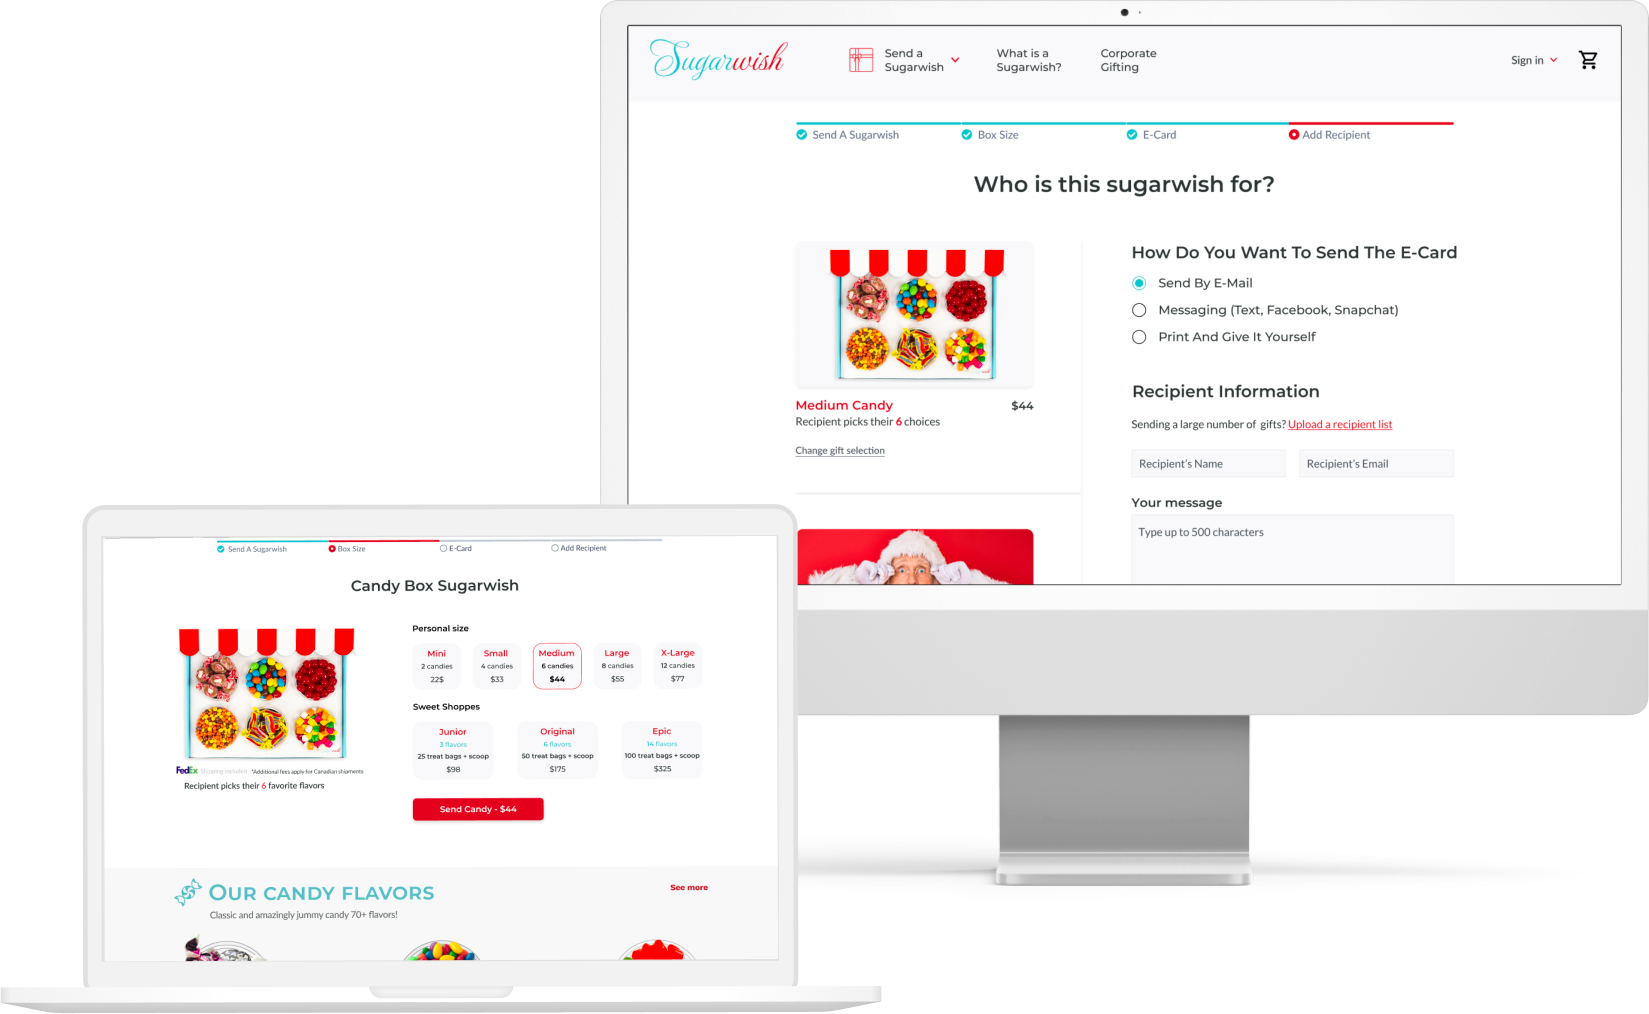 Sugarwish
Send a
Sugarwish
What is a
Sugarwish?
Corporate
Gifting
Sign in
Send A Sugarwish
Box Size
E-Card
Add Recipient
Who is this sugarwish for?
Medium Candy
$44
Recipient picks their 6 choices
Change gift selection
How Do You Want To Send The E-Card
Send By E-Mail
Messaging (Text, Facebook, Snapchat)
Print And Give It Yourself
Recipient Information
Sending a large number of gifts? Upload a recipient list
Recipient's Name
Recipient's Email
Your message
Type up to 500 characters
Send A Sugarwish
Box Size
E-Card
Add Recipient
Candy Box Sugarwish
FedEx Shipping included *Additional fees apply for Canadian shipments
Recipient picks their 6 favorite flavors
Personal size
Mini
2 candies
22$
Small
4 candies
$33
Medium
6 candies
$44
Large
8 candies
$55
X-Large
12 candies
$77
Sweet Shoppes
Junior
3 flavors
25 treat bags + scoop
$98
Original
6 flavors
50 treat bags + scoop
$175
Epic
14 flavors
100 treat bags + scoop
$325
Send Candy - $44
OUR CANDY FLAVORS
See more
Classic and amazingly jummy candy 70+ flavors!